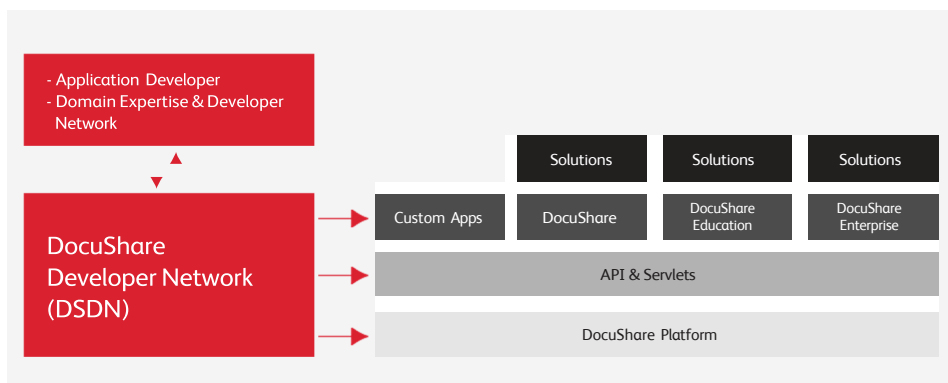 - Application Developer
- Domain Expertise & Developer
Network
Solutions
Solutions
Solutions
Custom Apps
DocuShare
DocuShare
Education
DocuShare
Enterprise
DocuShare
Developer Network
(DSDN)
API & Servlets
DocuShare Platform